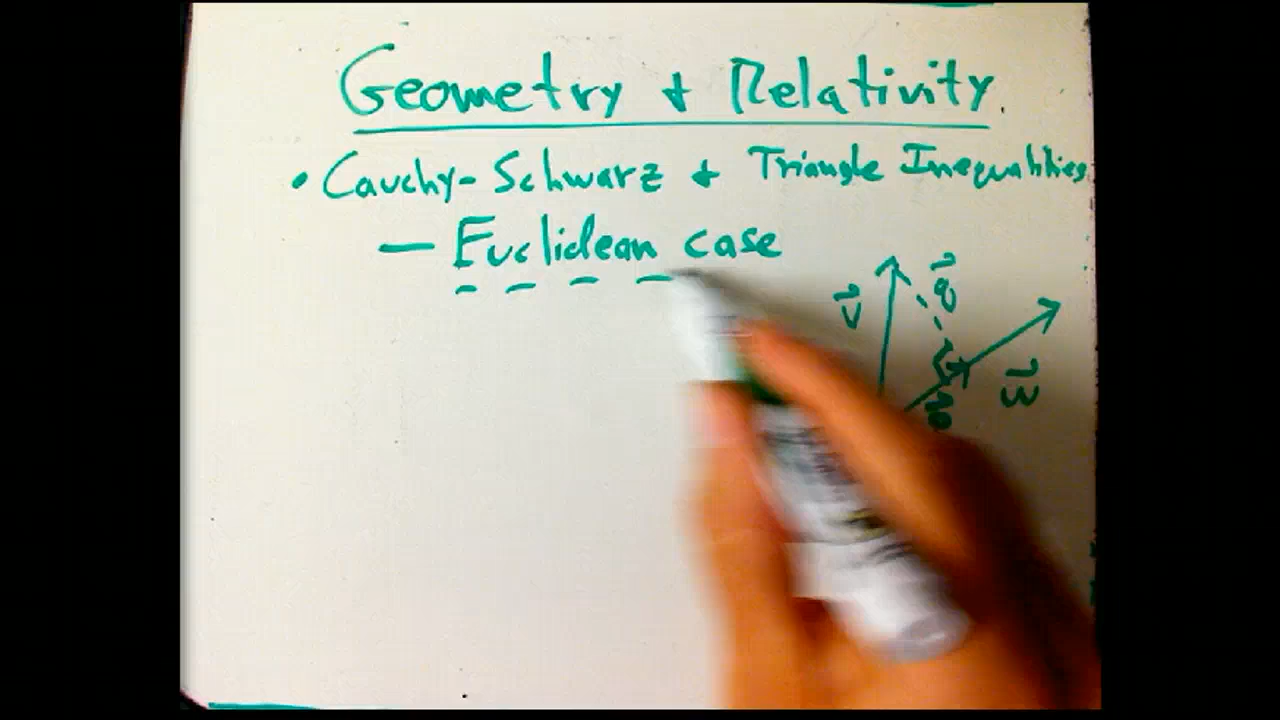 Geometry + Relativity
• Cauchy-Schwarz + Triangle Inequalities
— Euclidean case
v
w